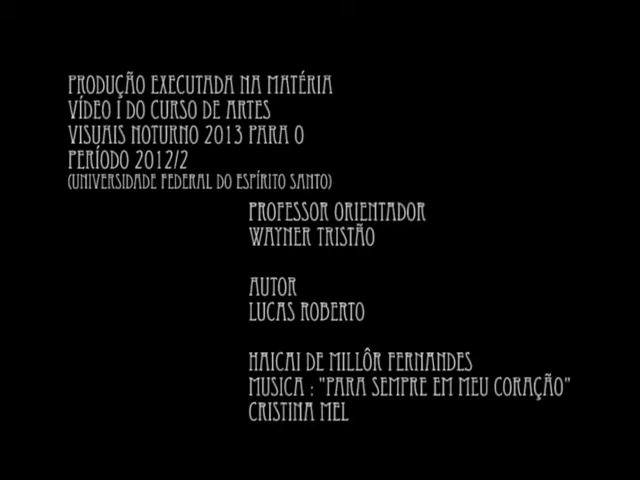 PRODUÇÃO EXECUTADA NA MATÉRIA
VÍDEO I DO CURSO DE ARTES
VISUAIS NOTURNO 2013 PARA O
PERÍODO 2012/2
(UNIVERSIDADE FEDERAL DO ESPÍRITO SANTO)
PROFESSOR ORIENTADOR
WAYNER TRISTÃO
AUTOR
LUCAS ROBERTO
HAICAI DE MILLÔR FERNANDES
MUSICA : "PARA SEMPRE EM MEU CORAÇÃO"
CRISTINA MEL